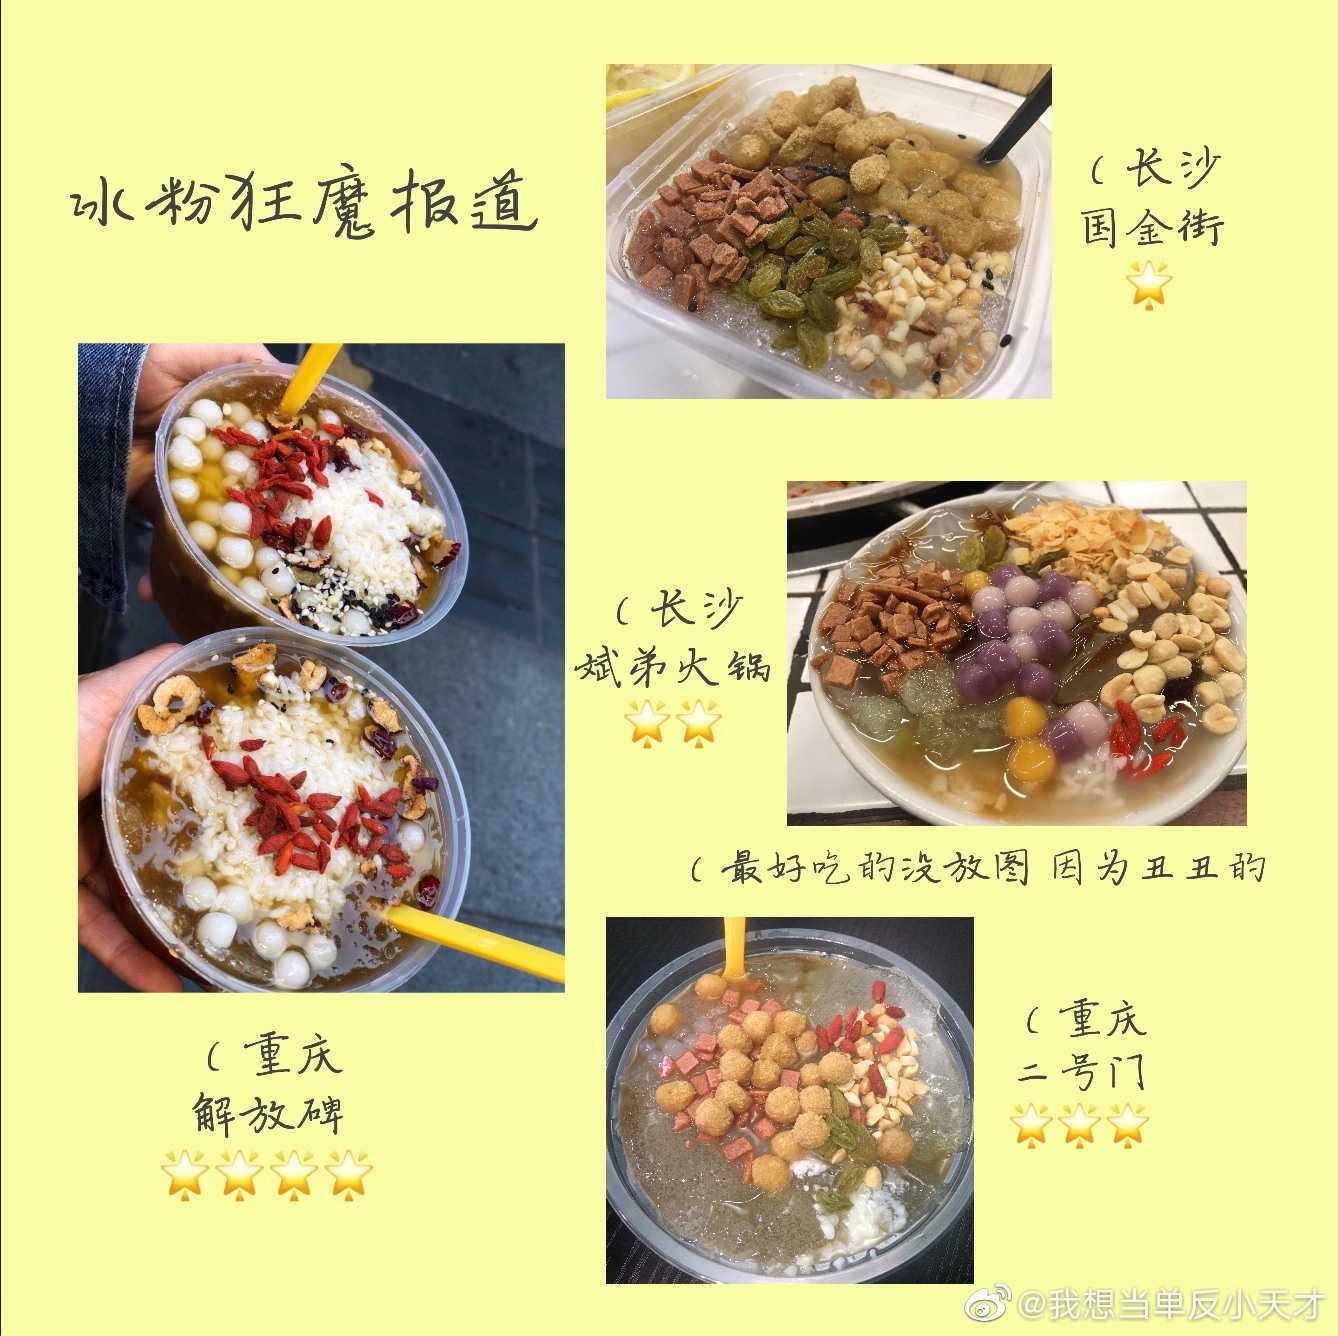 冰粉狂魔报道
（长沙
国金街
🌟
（长沙
斌弟火锅
🌟🌟
（最好吃的没放图 因为丑丑的
（重庆
解放碑
🌟🌟🌟🌟
（重庆
二号门
🌟🌟🌟
@我想当单反小天才